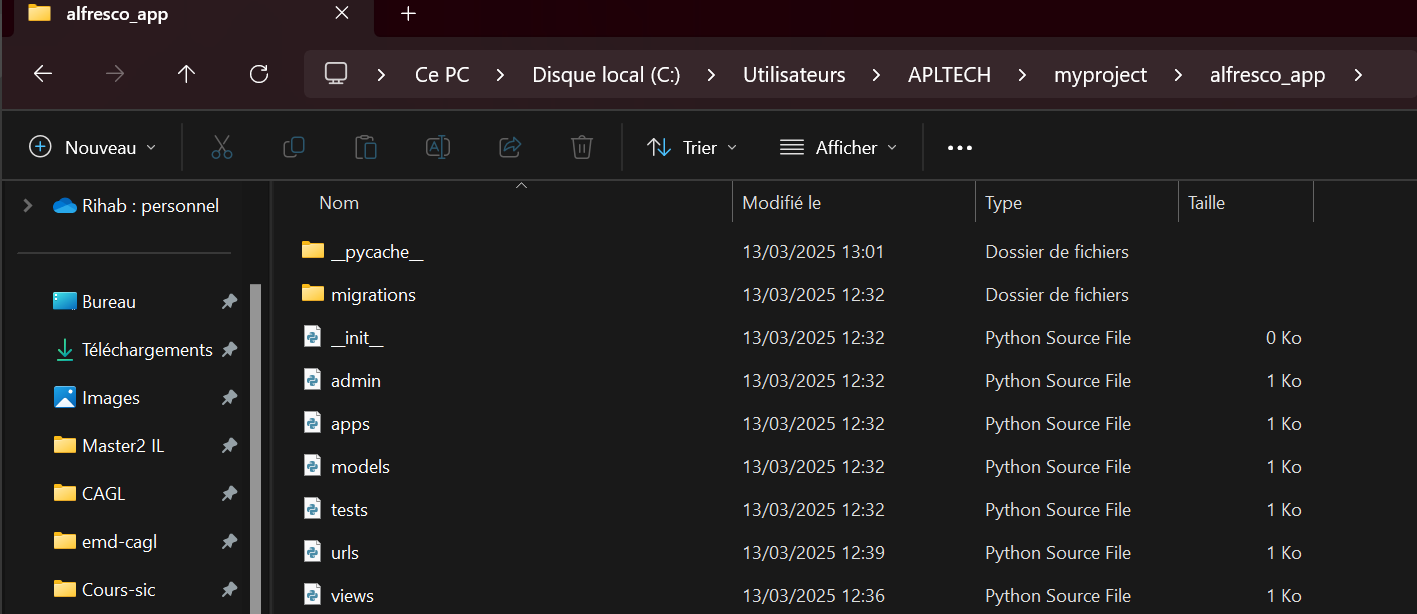 alfresco_app
Ce PC Disque local (C:) Utilisateurs APLTECH myproject alfresco_app
Nouveau Trier Afficher
Rihab : personnel
Bureau
Téléchargements
Images
Master2 IL
CAGL
emd-cagl
Cours-sic
Nom Modifié le Type Taille
__pycache__ 13/03/2025 13:01 Dossier de fichiers
migrations 13/03/2025 12:32 Dossier de fichiers
__init__ 13/03/2025 12:32 Python Source File 0 Ko
admin 13/03/2025 12:32 Python Source File 1 Ko
apps 13/03/2025 12:32 Python Source File 1 Ko
models 13/03/2025 12:32 Python Source File 1 Ko
tests 13/03/2025 12:32 Python Source File 1 Ko
urls 13/03/2025 12:39 Python Source File 1 Ko
views 13/03/2025 12:36 Python Source File 1 Ko